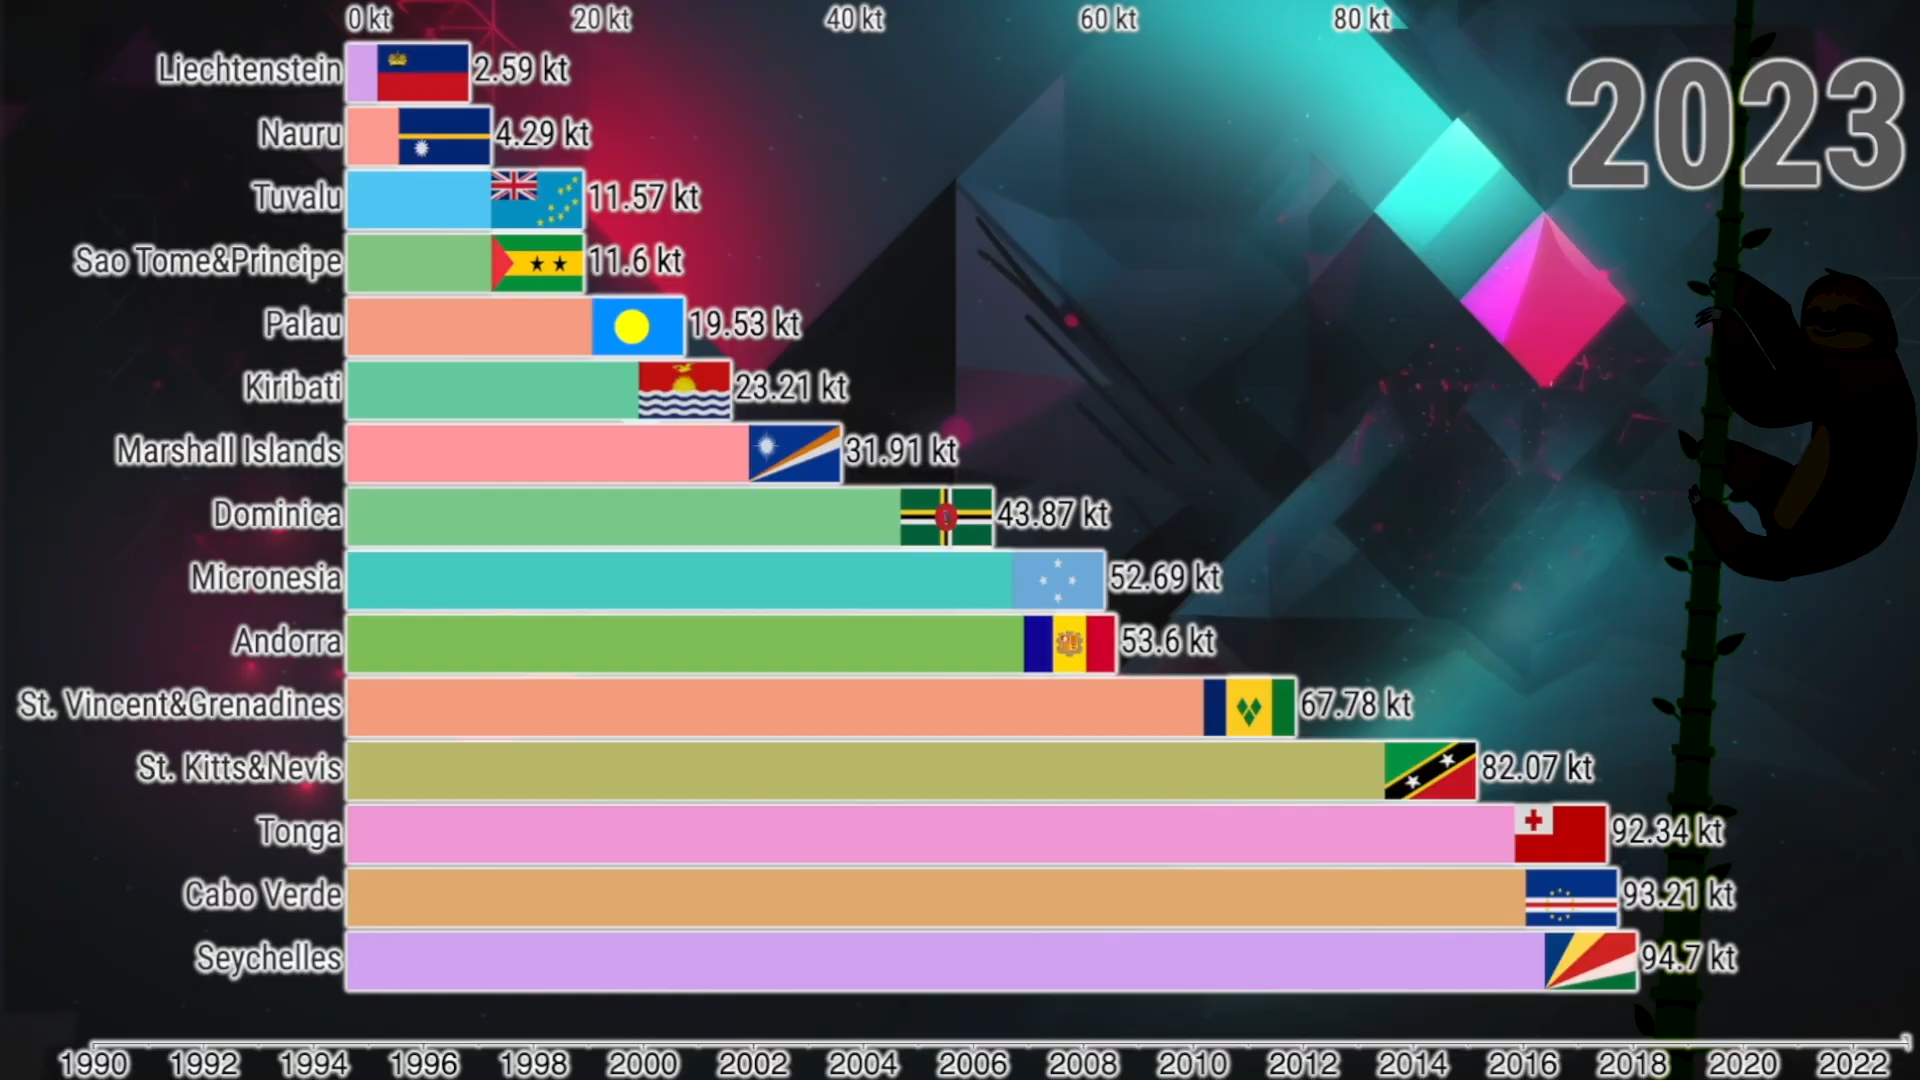 0 kt 20 kt 40 kt 60 kt 80 kt
2023
Liechtenstein 2.59 kt
Nauru 4.29 kt
Tuvalu 11.57 kt
Sao Tome&Principe 11.6 kt
Palau 19.53 kt
Kiribati 23.21 kt
Marshall Islands 31.91 kt
Dominica 43.87 kt
Micronesia 52.69 kt
Andorra 53.6 kt
St. Vincent&Grenadines 67.78 kt
St. Kitts&Nevis 82.07 kt
Tonga 92.34 kt
Cabo Verde 93.21 kt
Seychelles 94.7 kt
1990 1992 1994 1996 1998 2000 2002 2004 2006 2008 2010 2012 2014 2016 2018 2020 2022